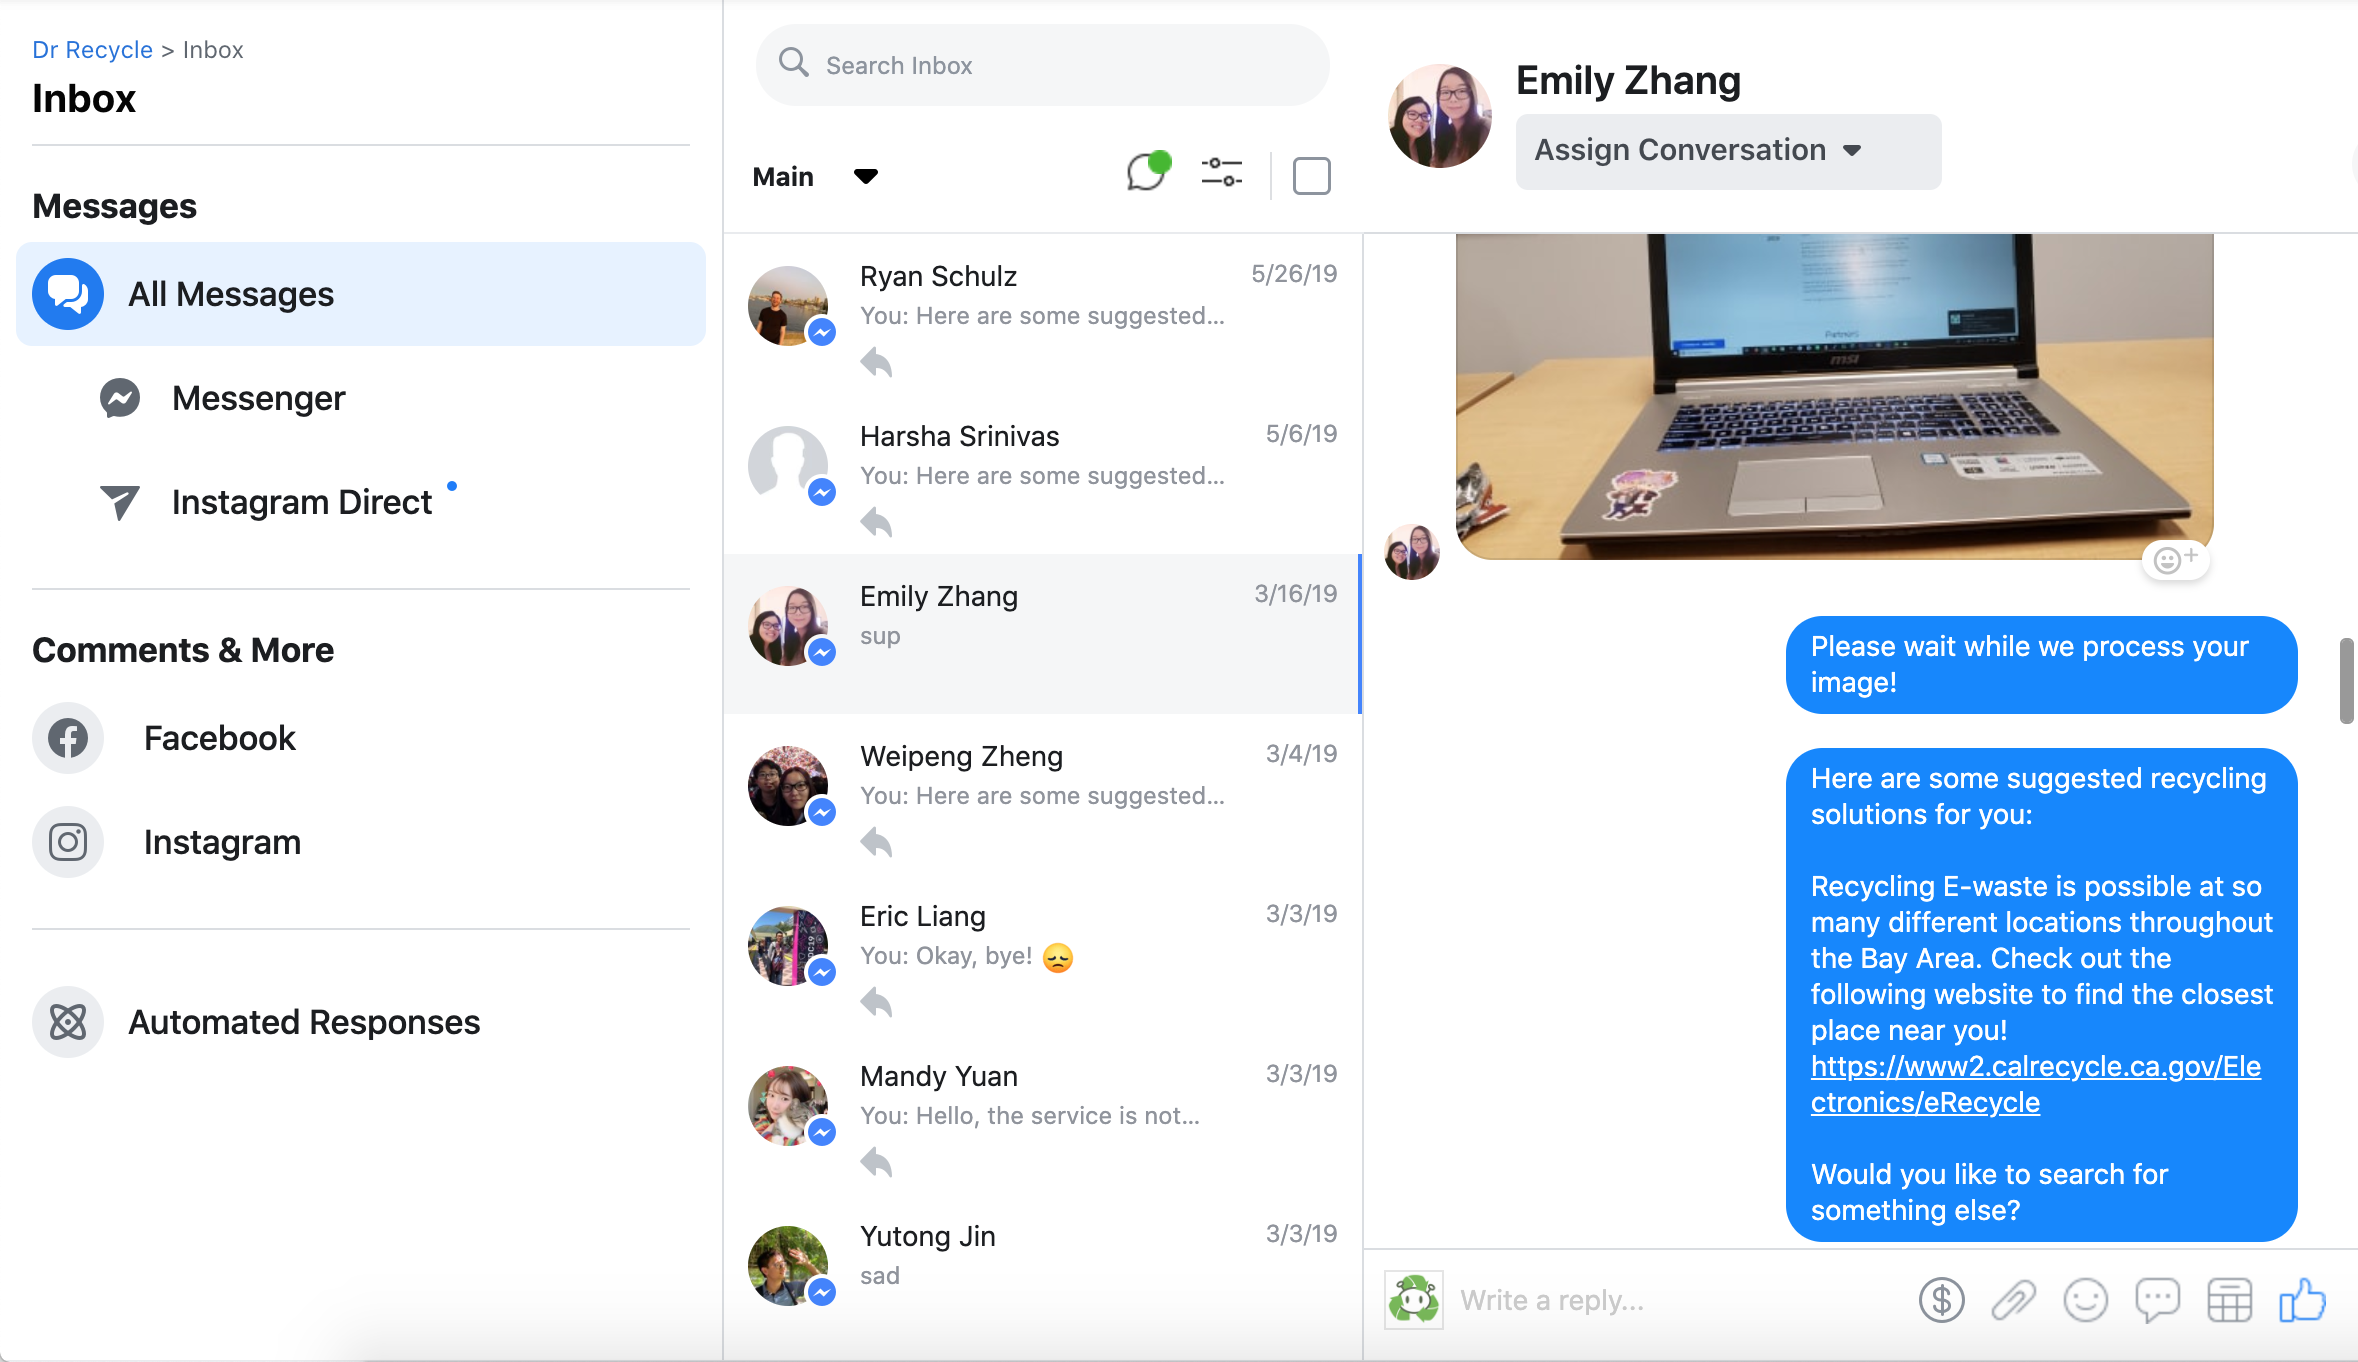 Dr Recycle > Inbox
Inbox
Messages
All Messages
Messenger
Instagram Direct
Comments & More
Facebook
Instagram
Automated Responses
Search Inbox
Main
Ryan Schulz 5/26/19
You: Here are some suggested...
Harsha Srinivas 5/6/19
You: Here are some suggested...
Emily Zhang 3/16/19
sup
Weipeng Zheng 3/4/19
You: Here are some suggested...
Eric Liang 3/3/19
You: Okay, bye! 😞
Mandy Yuan 3/3/19
You: Hello, the service is not...
Yutong Jin 3/3/19
sad
Emily Zhang
Assign Conversation
Partners
msi
Please wait while we process your
image!
Here are some suggested recycling
solutions for you:
Recycling E-waste is possible at so
many different locations throughout
the Bay Area. Check out the
following website to find the closest
place near you!
https://www2.calrecycle.ca.gov/Ele
ctronics/eRecycle
Would you like to search for
something else?
Write a reply...